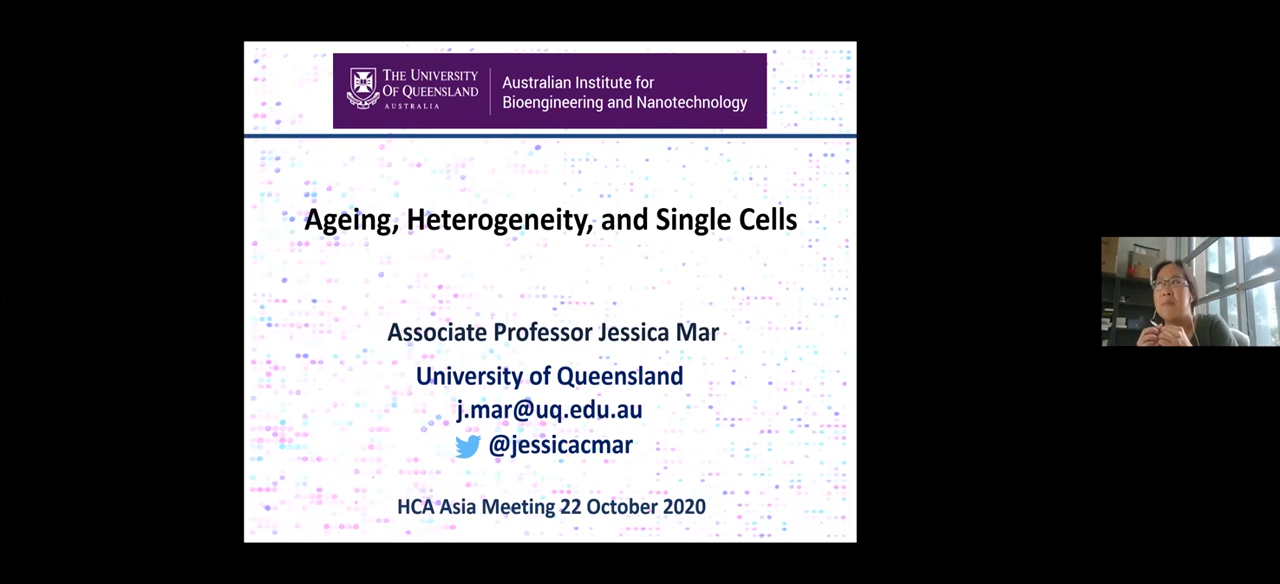 THE UNIVERSITY
OF QUEENSLAND
AUSTRALIA
Australian Institute for
Bioengineering and Nanotechnology
Ageing, Heterogeneity, and Single Cells
Associate Professor Jessica Mar
University of Queensland
j.mar@uq.edu.au
@jessicacmar
HCA Asia Meeting 22 October 2020